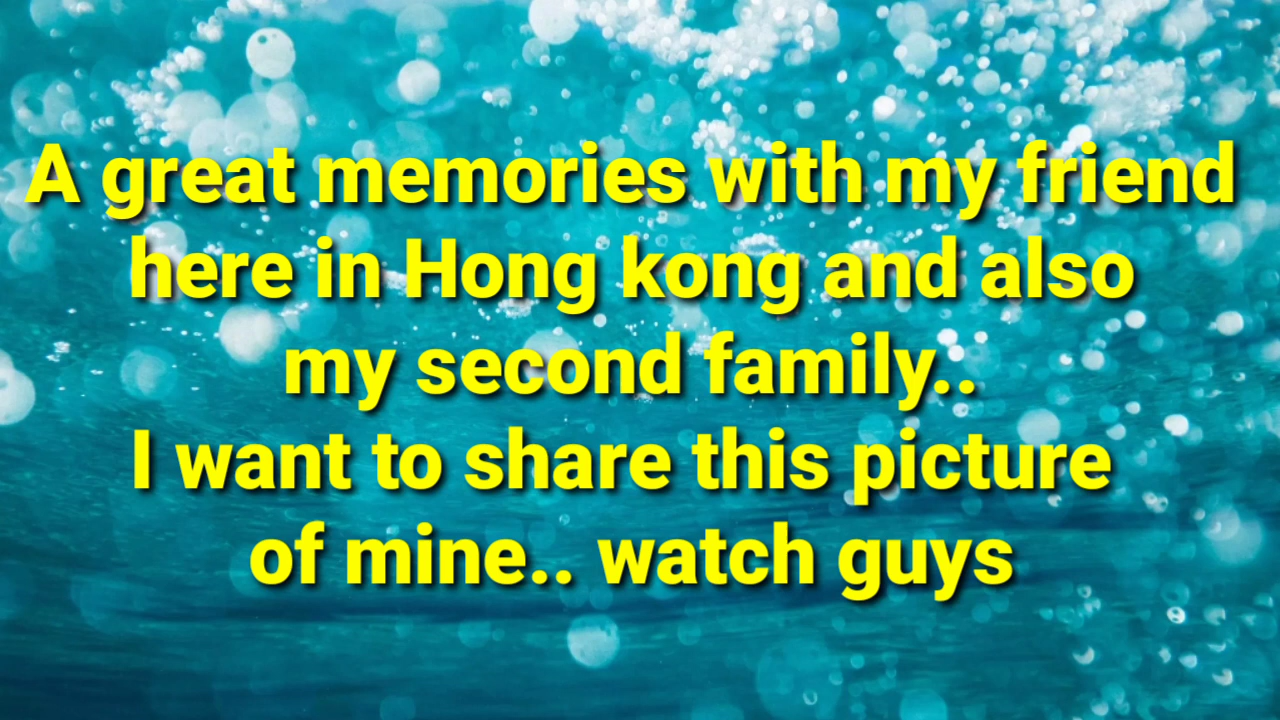 A great memories with my friend
here in Hong kong and also
my second family..
I want to share this picture
of mine.. watch guys